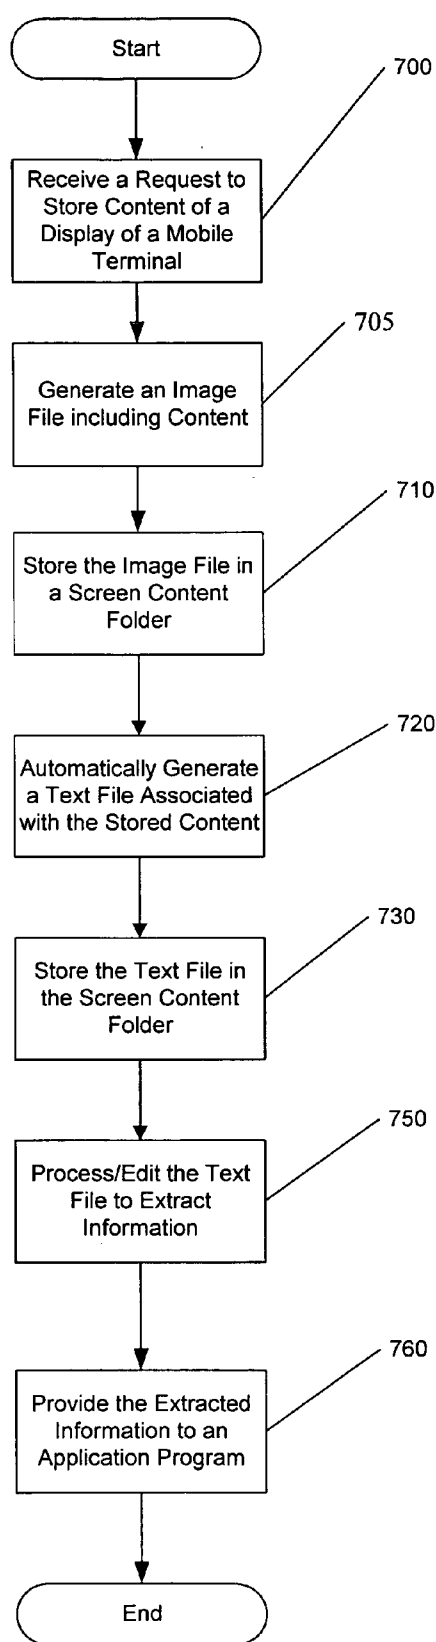 Start
700
Receive a Request to
Store Content of a
Display of a Mobile
Terminal
705
Generate an Image
File including Content
710
Store the Image File in
a Screen Content
Folder
720
Automatically Generate
a Text File Associated
with the Stored Content
730
Store the Text File in
the Screen Content
Folder
750
Process/Edit the Text
File to Extract
Information
760
Provide the Extracted
Information to an
Application Program
End